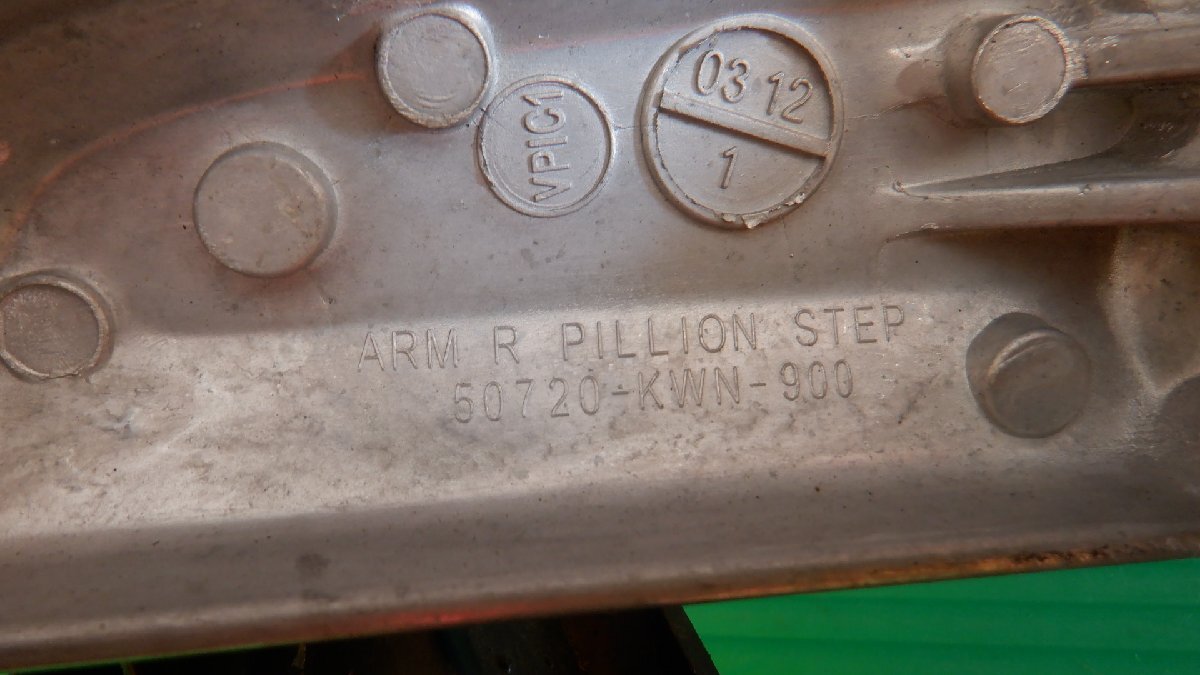 VPIC1
03 12
1
ARM R PILLION STEP
50720-KWN-900